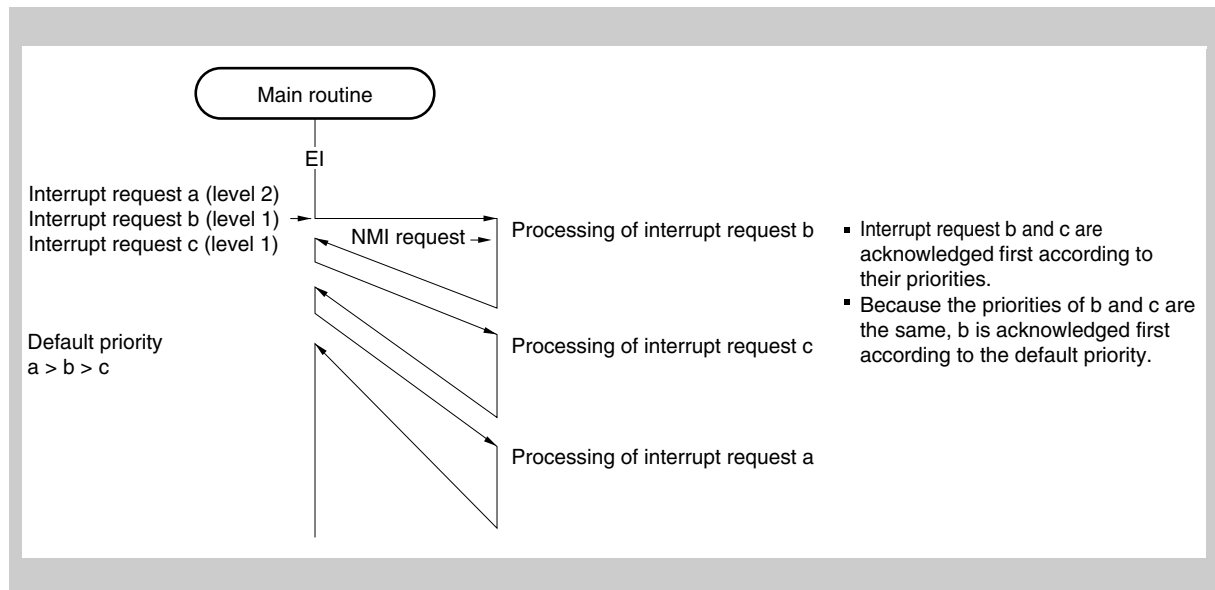 Main routine
EI
Interrupt request a (level 2)
Interrupt request b (level 1)
Interrupt request c (level 1)
NMI request
Processing of interrupt request b
▪ Interrupt request b and c are
acknowledged first according to
their priorities.
▪ Because the priorities of b and c are
the same, b is acknowledged first
according to the default priority.
Default priority
a > b > c
Processing of interrupt request c
Processing of interrupt request a